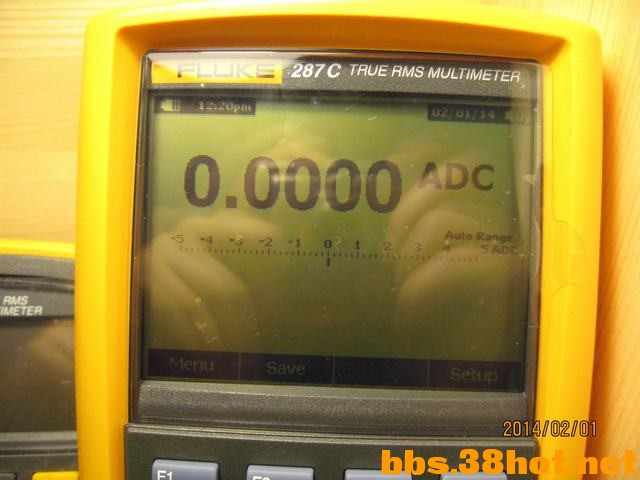 FLUKE 287C TRUE RMS MULTIMETER
12:20pm 02/01/14
0.0000 ADC
-5 -4 -3 -2 -1 0 1 2 3 4 5 ADC
Auto Range
Menu Save Setup
RMS
IMETER
F1 F2
2014/02/01
bbs.38hot.net